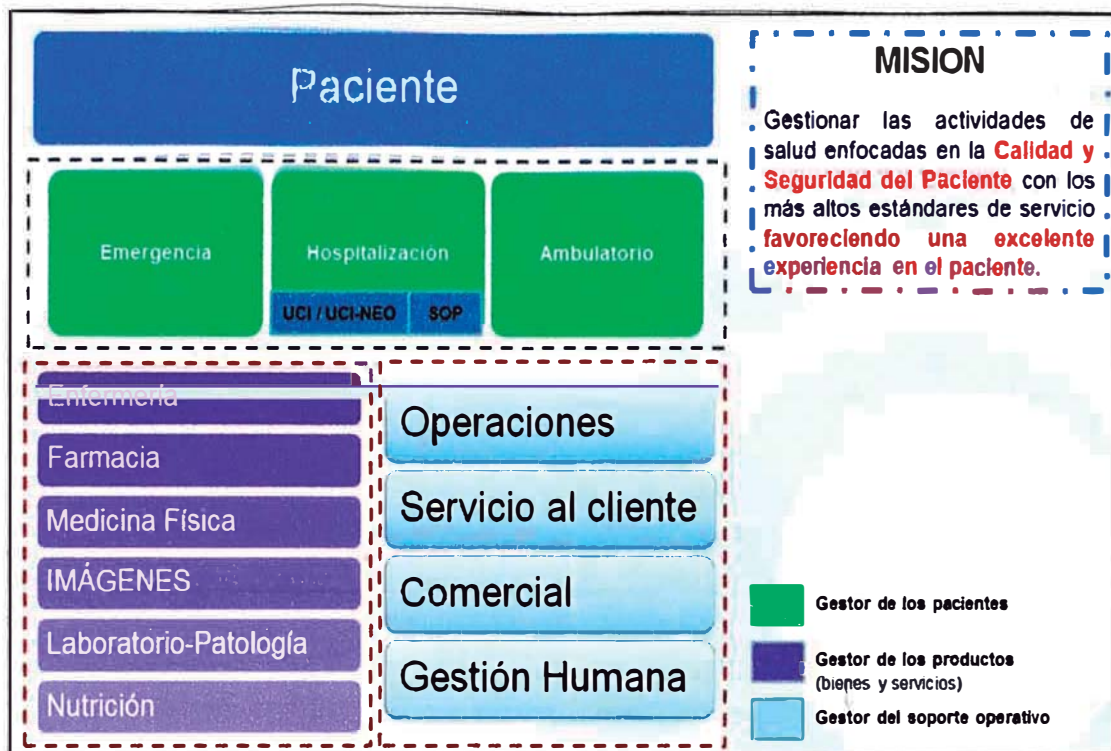 Paciente
Emergencia
Hospitalización
Ambulatorio
UCI / UCI-NEO
SOP
Enfermería
Farmacia
Medicina Física
IMÁGENES
Laboratorio-Patología
Nutrición
Operaciones
Servicio al cliente
Comercial
Gestión Humana
MISION
Gestionar las actividades de
salud enfocadas en la Calidad y
Seguridad del Paciente con los
más altos estándares de servicio
favoreciendo una excelente
experiencia en el paciente.
Gestor de los pacientes
Gestor de los productos
(bienes y servicios)
Gestor del soporte operativo